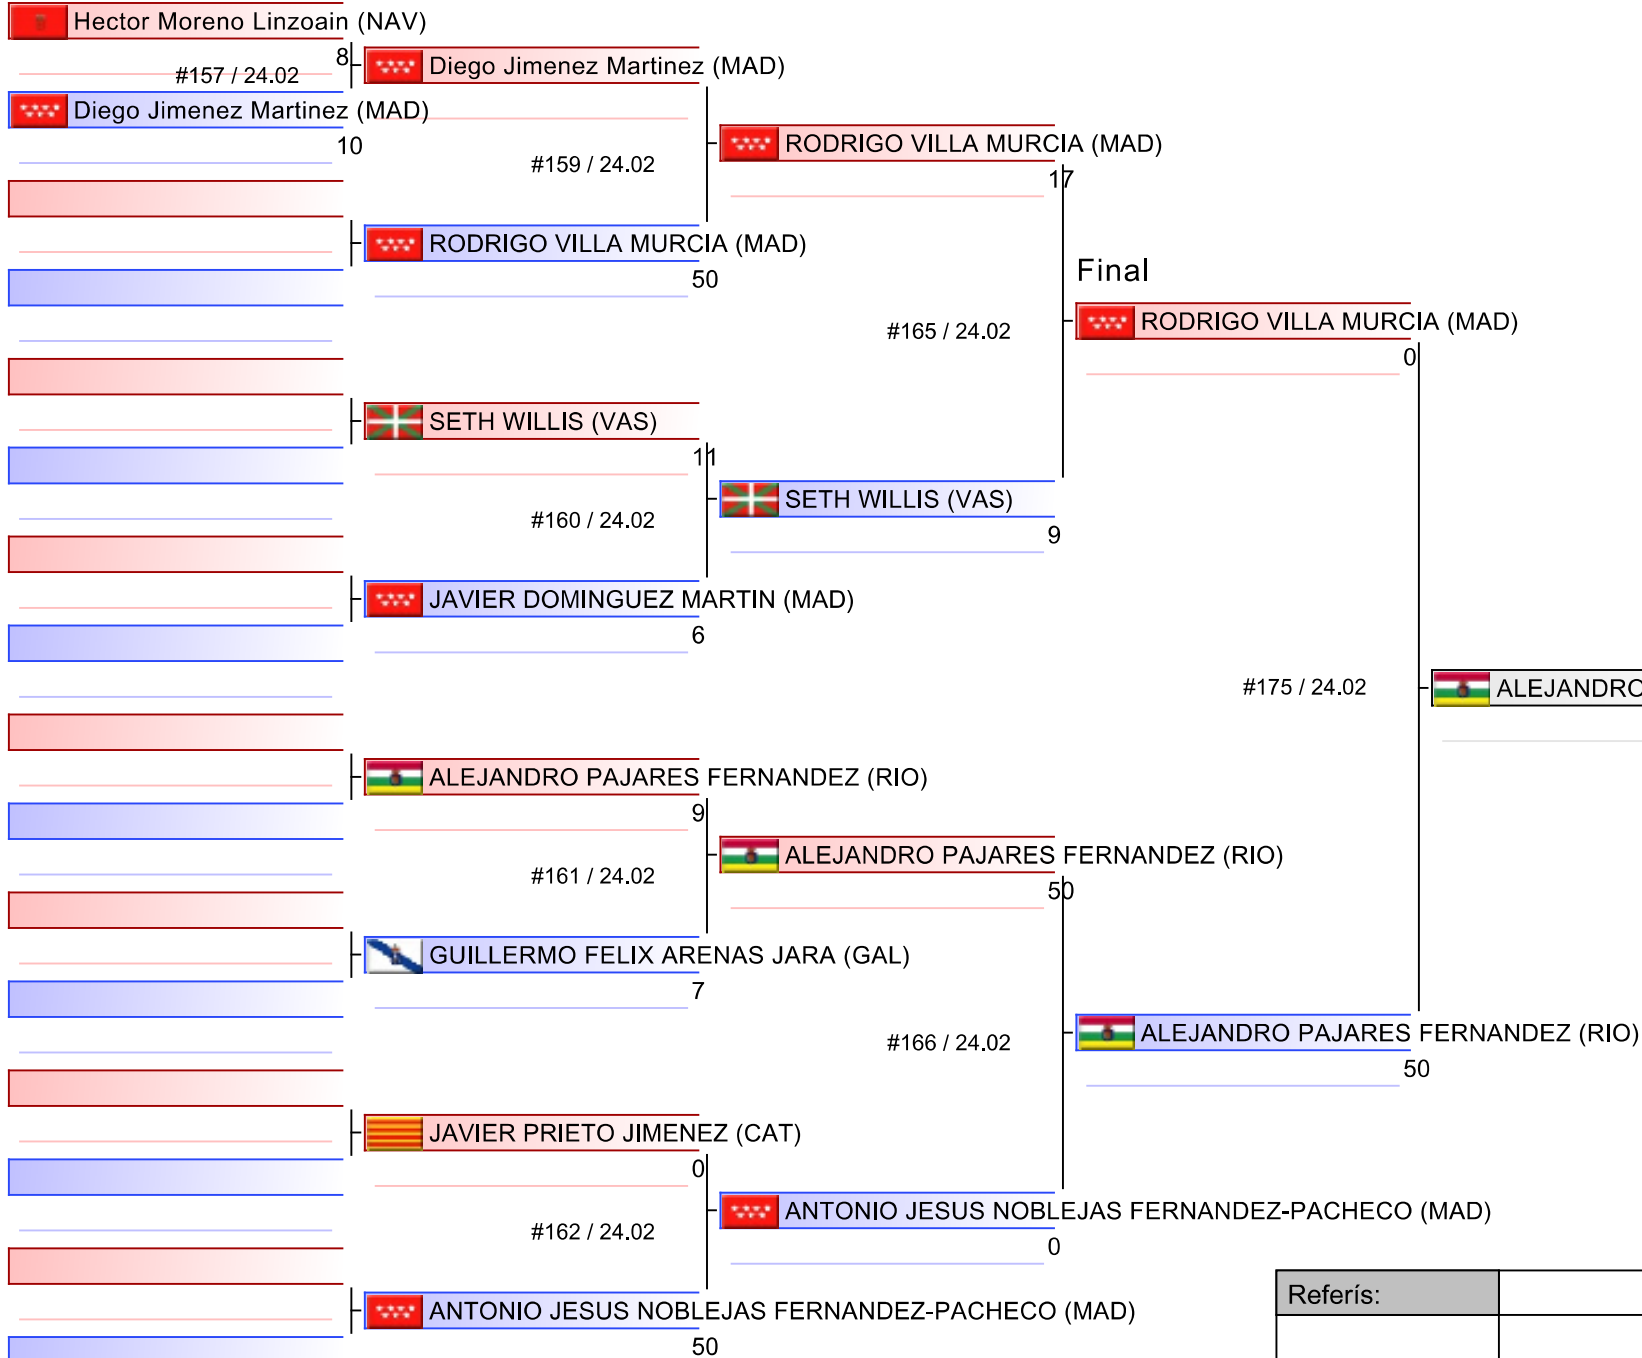 Hector Moreno Linzoain (NAV)
8
#157 / 24.02
Diego Jimenez Martinez (MAD)
10
Diego Jimenez Martinez (MAD)
#159 / 24.02
RODRIGO VILLA MURCIA (MAD)
50
SETH WILLIS (VAS)
11
#160 / 24.02
JAVIER DOMINGUEZ MARTIN (MAD)
6
ALEJANDRO PAJARES FERNANDEZ (RIO)
9
#161 / 24.02
GUILLERMO FELIX ARENAS JARA (GAL)
7
JAVIER PRIETO JIMENEZ (CAT)
0
#162 / 24.02
ANTONIO JESUS NOBLEJAS FERNANDEZ-PACHECO (MAD)
50
RODRIGO VILLA MURCIA (MAD)
17
#165 / 24.02
SETH WILLIS (VAS)
9
ALEJANDRO PAJARES FERNANDEZ (RIO)
50
#166 / 24.02
ANTONIO JESUS NOBLEJAS FERNANDEZ-PACHECO (MAD)
0
Final
RODRIGO VILLA MURCIA (MAD)
0
#175 / 24.02
ALEJANDRO PAJARES FERNANDEZ (RIO)
50
ALEJANDRO
Referís: